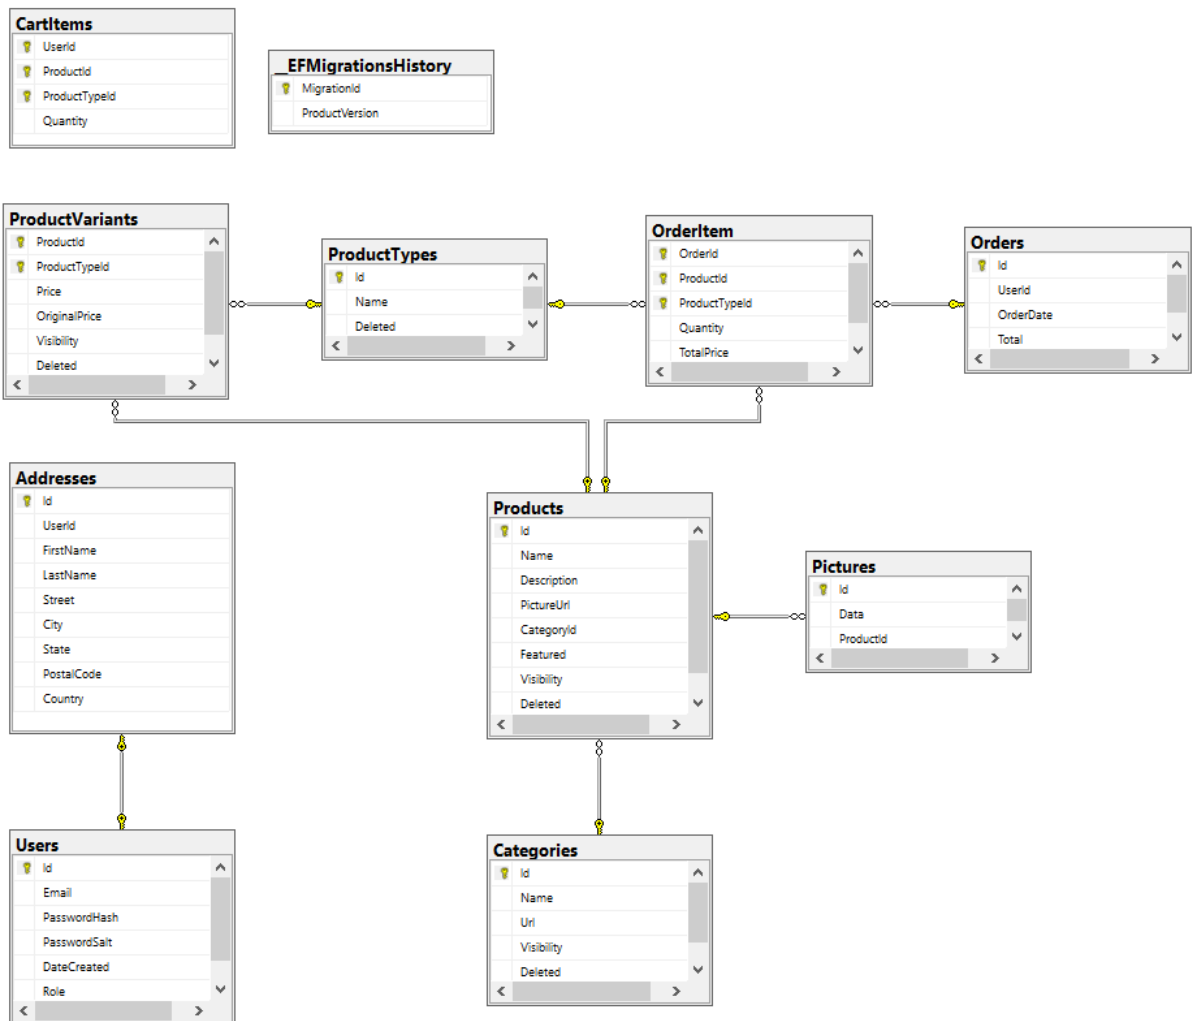 CartItems
UserId
ProductId
ProductTypeId
Quantity
__EFMigrationsHistory
MigrationId
ProductVersion
ProductVariants
ProductId
ProductTypeId
Price
OriginalPrice
Visibility
Deleted
ProductTypes
Id
Name
Deleted
OrderItem
OrderId
ProductId
ProductTypeId
Quantity
TotalPrice
Orders
Id
UserId
OrderDate
Total
Addresses
Id
UserId
FirstName
LastName
Street
City
State
PostalCode
Country
Products
Id
Name
Description
PictureUrl
CategoryId
Featured
Visibility
Deleted
Pictures
Id
Data
ProductId
Users
Id
Email
PasswordHash
PasswordSalt
DateCreated
Role
Categories
Id
Name
Url
Visibility
Deleted